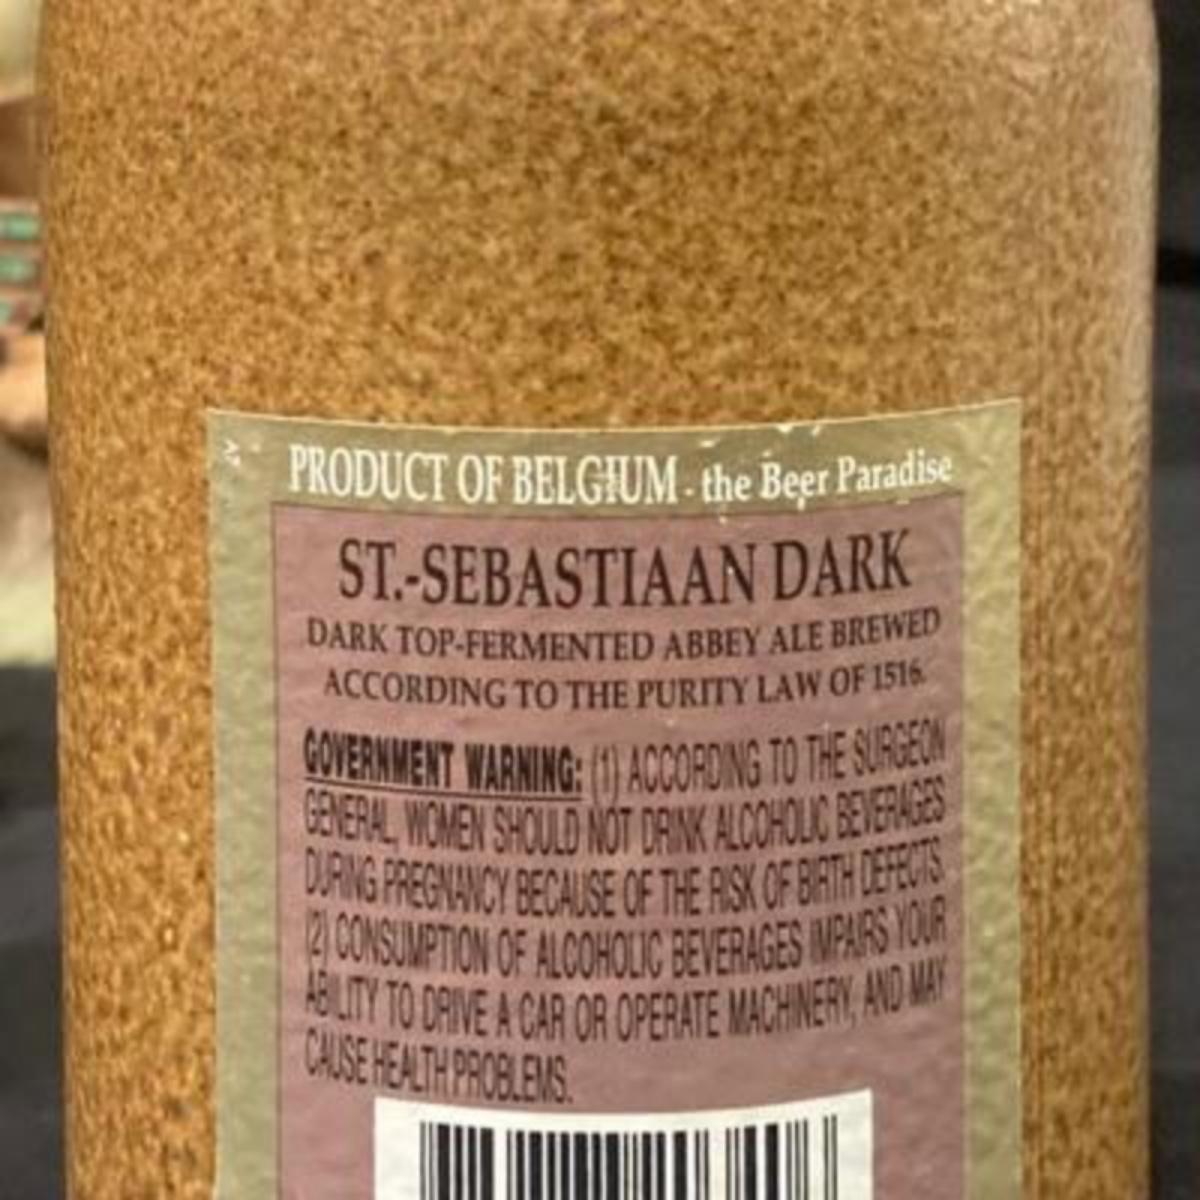 PRODUCT OF BELGIUM - the Beer Paradise
ST.-SEBASTIAAN DARK
DARK TOP-FERMENTED ABBEY ALE BREWED
ACCORDING TO THE PURITY LAW OF 1516.
GOVERNMENT WARNING: (1) ACCORDING TO THE SURGEON
GENERAL, WOMEN SHOULD NOT DRINK ALCOHOLIC BEVERAGES
DURING PREGNANCY BECAUSE OF THE RISK OF BIRTH DEFECTS.
(2) CONSUMPTION OF ALCOHOLIC BEVERAGES IMPAIRS YOUR
ABILITY TO DRIVE A CAR OR OPERATE MACHINERY, AND MAY
CAUSE HEALTH PROBLEMS.